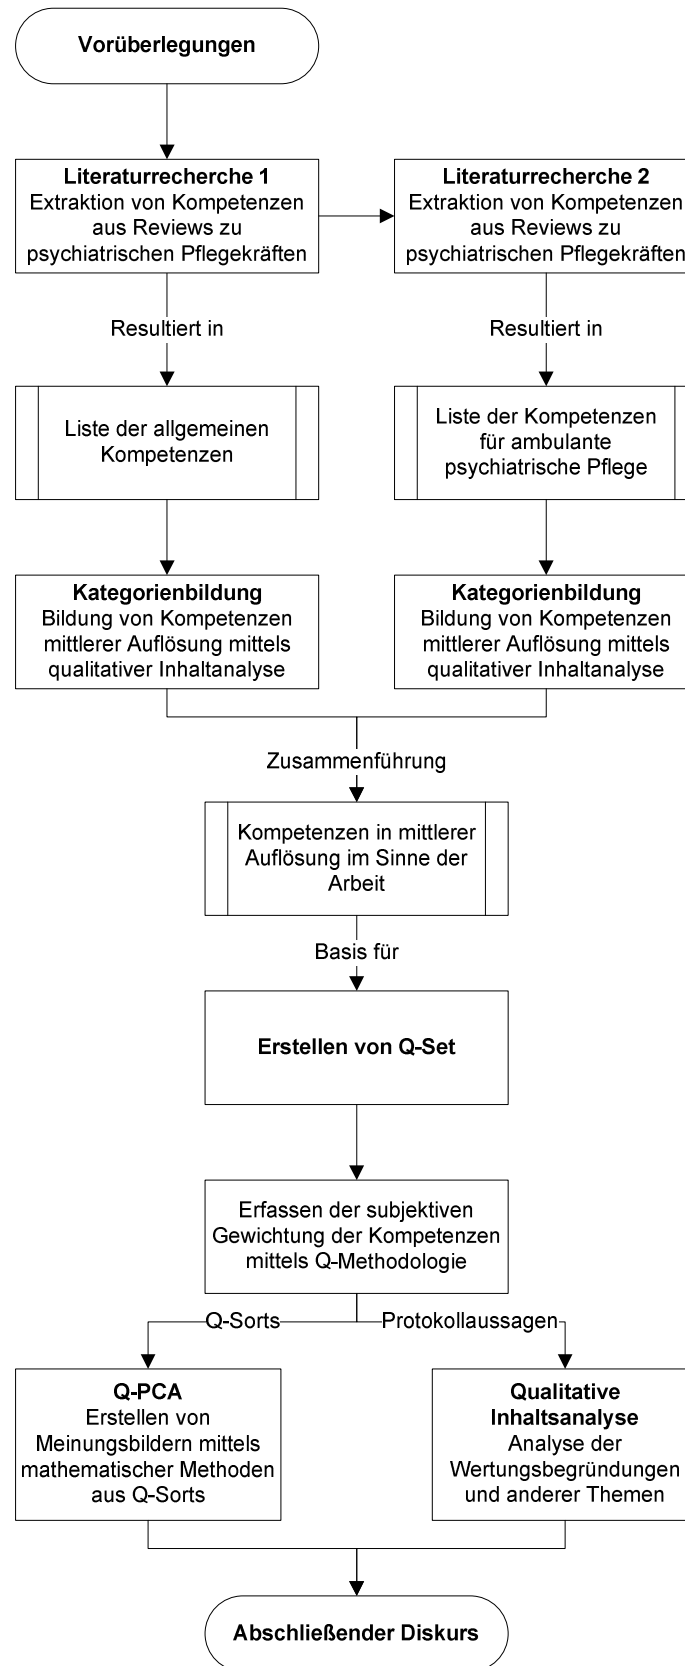 Vorüberlegungen
Literaturrecherche 1
Extraktion von Kompetenzen
aus Reviews zu
psychiatrischen Pflegekräften
Literaturrecherche 2
Extraktion von Kompetenzen
aus Reviews zu
psychiatrischen Pflegekräften
Resultiert in
Resultiert in
Liste der allgemeinen
Kompetenzen
Liste der Kompetenzen
für ambulante
psychiatrische Pflege
Kategorienbildung
Bildung von Kompetenzen
mittlerer Auflösung mittels
qualitativer Inhaltanalyse
Kategorienbildung
Bildung von Kompetenzen
mittlerer Auflösung mittels
qualitativer Inhaltanalyse
Zusammenführung
Kompetenzen in mittlerer
Auflösung im Sinne der
Arbeit
Basis für
Erstellen von Q-Set
Erfassen der subjektiven
Gewichtung der Kompetenzen
mittels Q-Methodologie
Q-Sorts
Protokollaussagen
Q-PCA
Erstellen von
Meinungsbildern mittels
mathematischer Methoden
aus Q-Sorts
Qualitative
Inhaltsanalyse
Analyse der
Wertungsbegründungen
und anderer Themen
Abschließender Diskurs